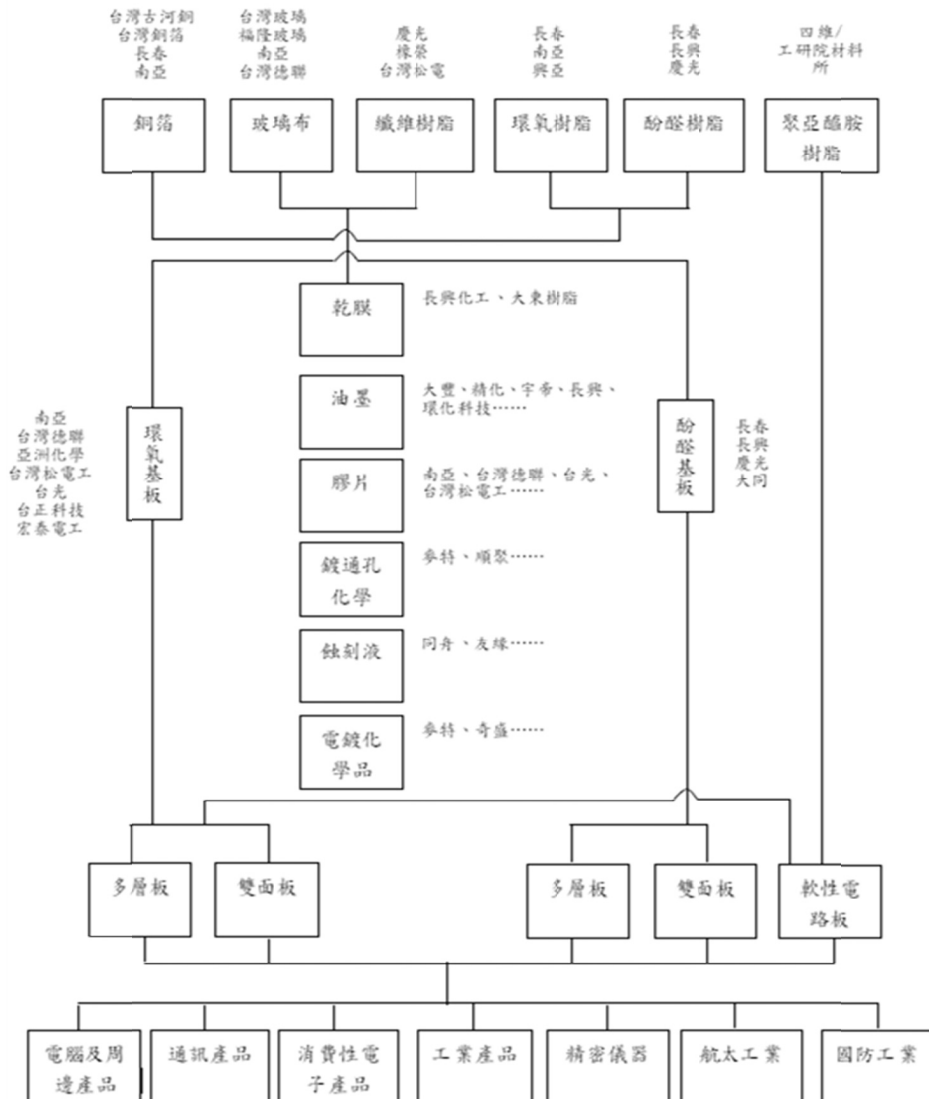 台灣古河銅
台灣銅箔
長春
南亞
台灣玻璃
福隆玻璃
南亞
台灣德聯
慶光
橡榮
台灣松電
長春
南亞
興亞
長春
長興
慶光
四維/
工研院材料
所
銅箔
玻璃布
纖維樹脂
環氧樹脂
酚醛樹脂
聚亞醯胺
樹脂
乾膜
長興化工、大東樹脂
油墨
大豐、精化、宇帝、長興、
環化科技……
膠片
南亞、台灣德聯、台光、
台灣松電工……
鍍通孔
化學
麥特、順聚……
蝕刻液
同舟、友緣……
電鍍化
學品
麥特、奇盛……
南亞
台灣德聯
亞洲化學
台灣松電工
台光
台正科技
宏泰電工
環
氧
基
板
酚
醛
基
板
長春
長興
慶光
大同
多層板
雙面板
多層板
雙面板
軟性電
路板
電腦及周
邊產品
通訊產品
消費性電
子產品
工業產品
精密儀器
航太工業
國防工業